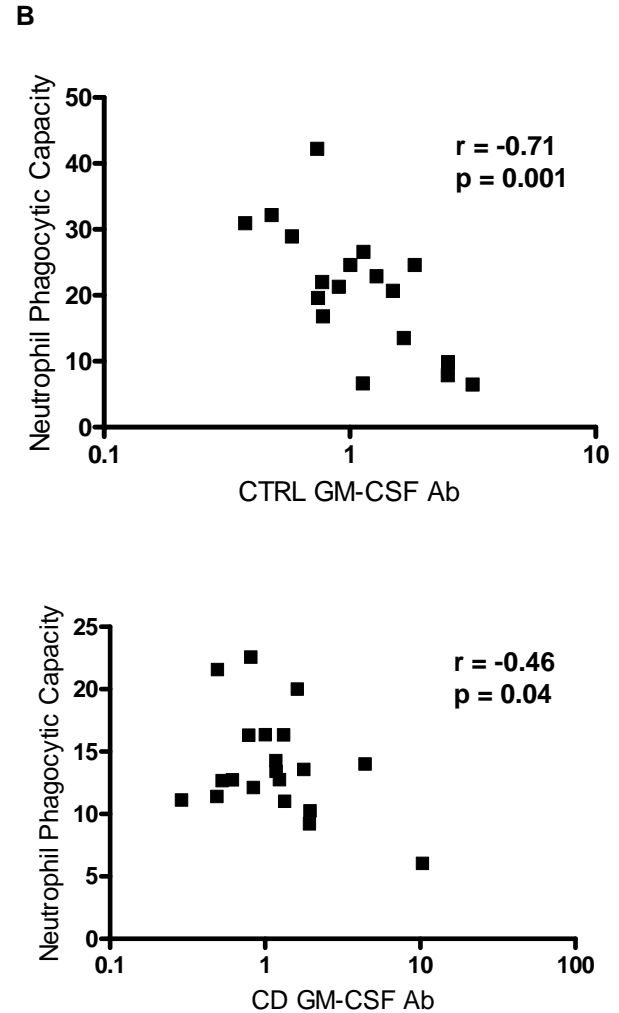 B
Neutrophil Phagocytic Capacity
50
40
30
20
10
0
r = -0.71
p = 0.001
0.1 1 10
CTRL GM-CSF Ab
Neutrophil Phagocytic Capacity
25
20
15
10
5
0
r = -0.46
p = 0.04
0.1 1 10 100
CD GM-CSF Ab